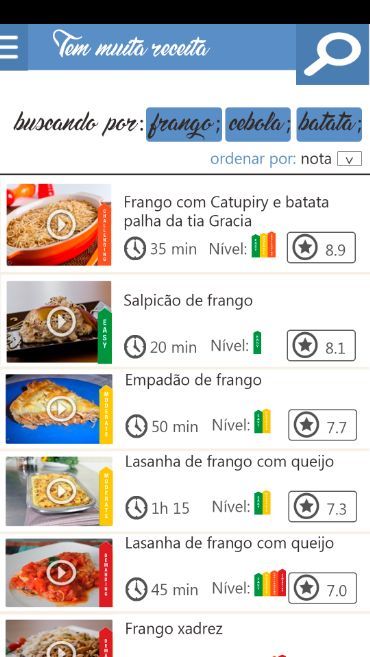 Tem muita receita
buscando por: frango; cebola; batata;
ordenar por: nota v
Frango com Catupiry e batata
palha da tia Gracia
CHALLENGING
35 min Nível: 8.9
Salpicão de frango
EASY
20 min Nível: 8.1
Empadão de frango
MODERATE
50 min Nível: 7.7
Lasanha de frango com queijo
MODERATE
1h 15 Nível: 7.3
Lasanha de frango com queijo
DEMANDING
45 min Nível: 7.0
Frango xadrez